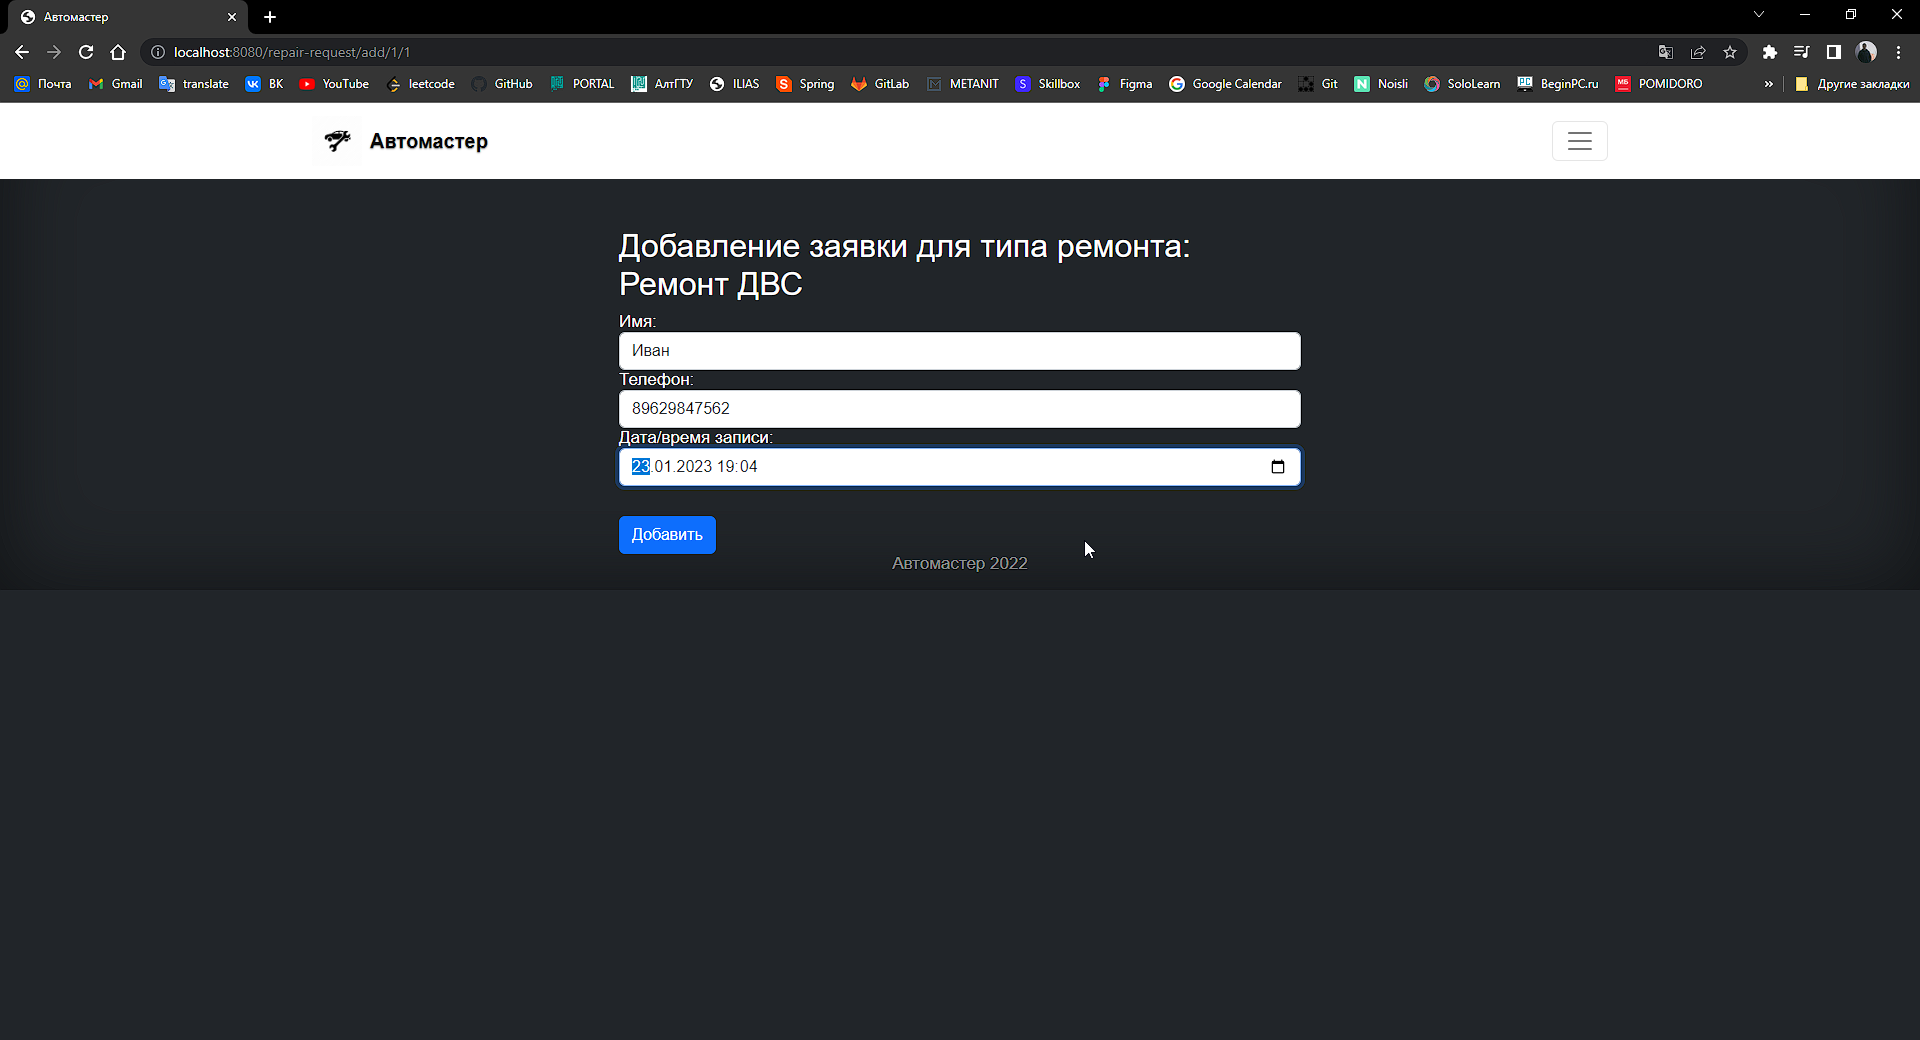 Автомастер
localhost:8080/repair-request/add/1/1
Почта Gmail translate ВК YouTube leetcode GitHub PORTAL АлтГТУ ILIAS Spring GitLab METANIT Skillbox Figma Google Calendar Git Noisli SoloLearn BeginPC.ru POMIDORO » Другие закладки
Автомастер
Добавление заявки для типа ремонта:
Ремонт ДВС
Имя:
Иван
Телефон:
89629847562
Дата/время записи:
23.01.2023 19:04
Добавить
Автомастер 2022